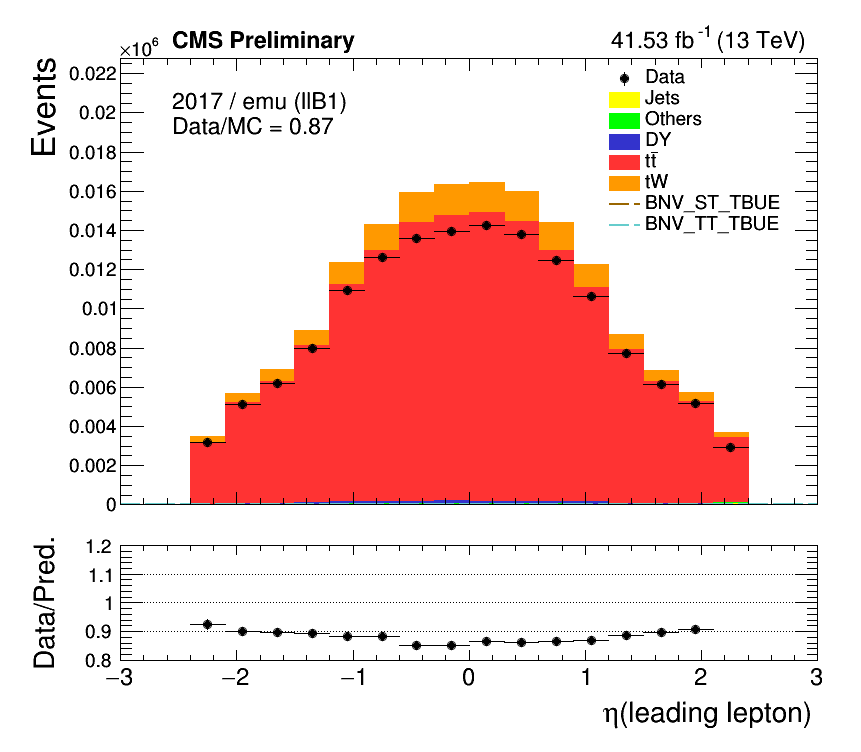 ×10⁶ CMS Preliminary 41.53 fb⁻¹ (13 TeV)
Events
0.022
0.02
0.018
0.016
0.014
0.012
0.01
0.008
0.006
0.004
0.002
0
2017 / emu (llB1)
Data/MC = 0.87
Data
Jets
Others
DY
tt̄
tW
BNV_ST_TBUE
BNV_TT_TBUE
Data/Pred.
1.2
1.1
1
0.9
0.8
−3 −2 −1 0 1 2 3
η(leading lepton)